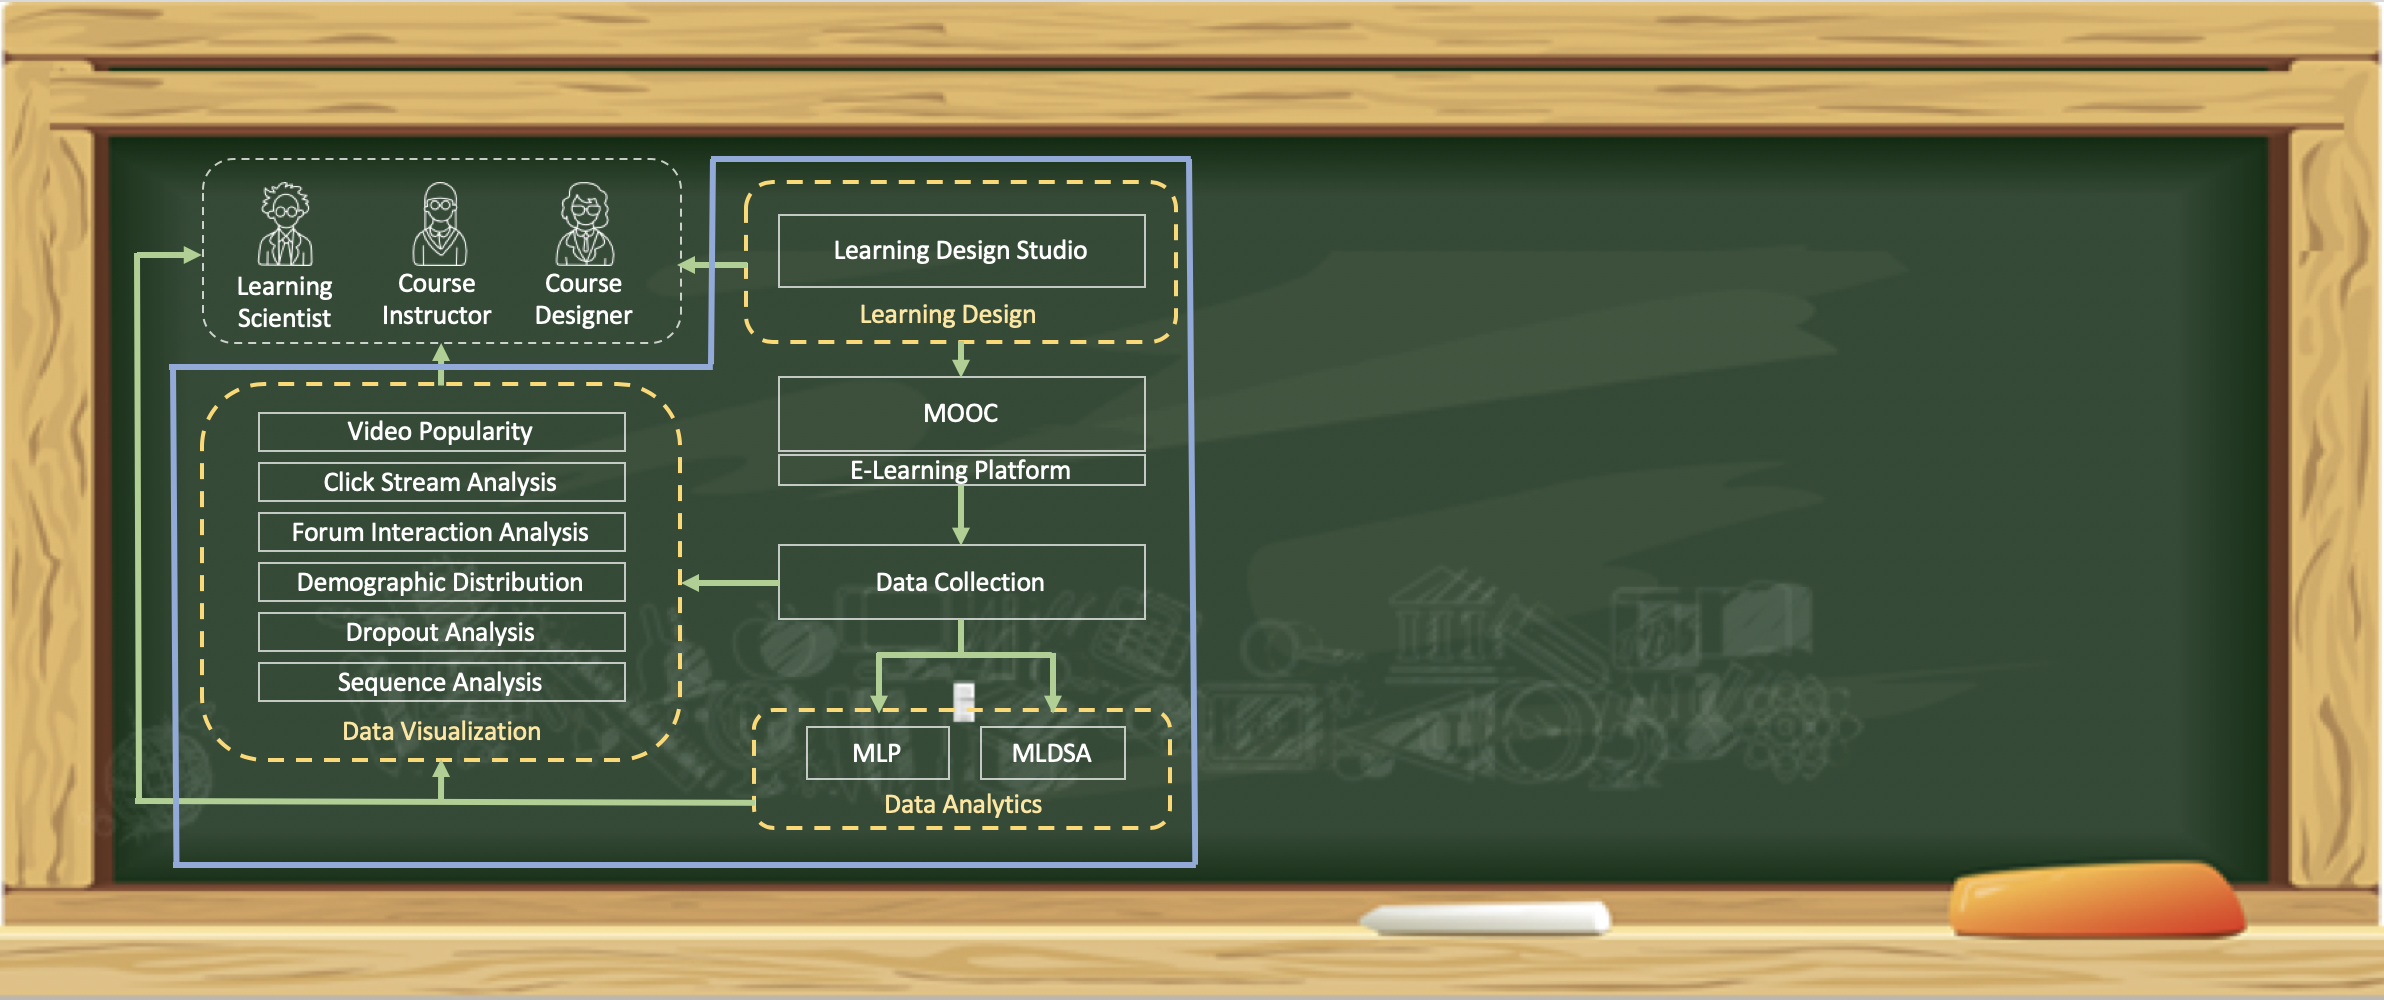 Learning
Scientist
Course
Instructor
Course
Designer
Learning Design Studio
Learning Design
MOOC
E-Learning Platform
Video Popularity
Click Stream Analysis
Forum Interaction Analysis
Demographic Distribution
Dropout Analysis
Sequence Analysis
Data Visualization
Data Collection
MLP
MLDSA
Data Analytics